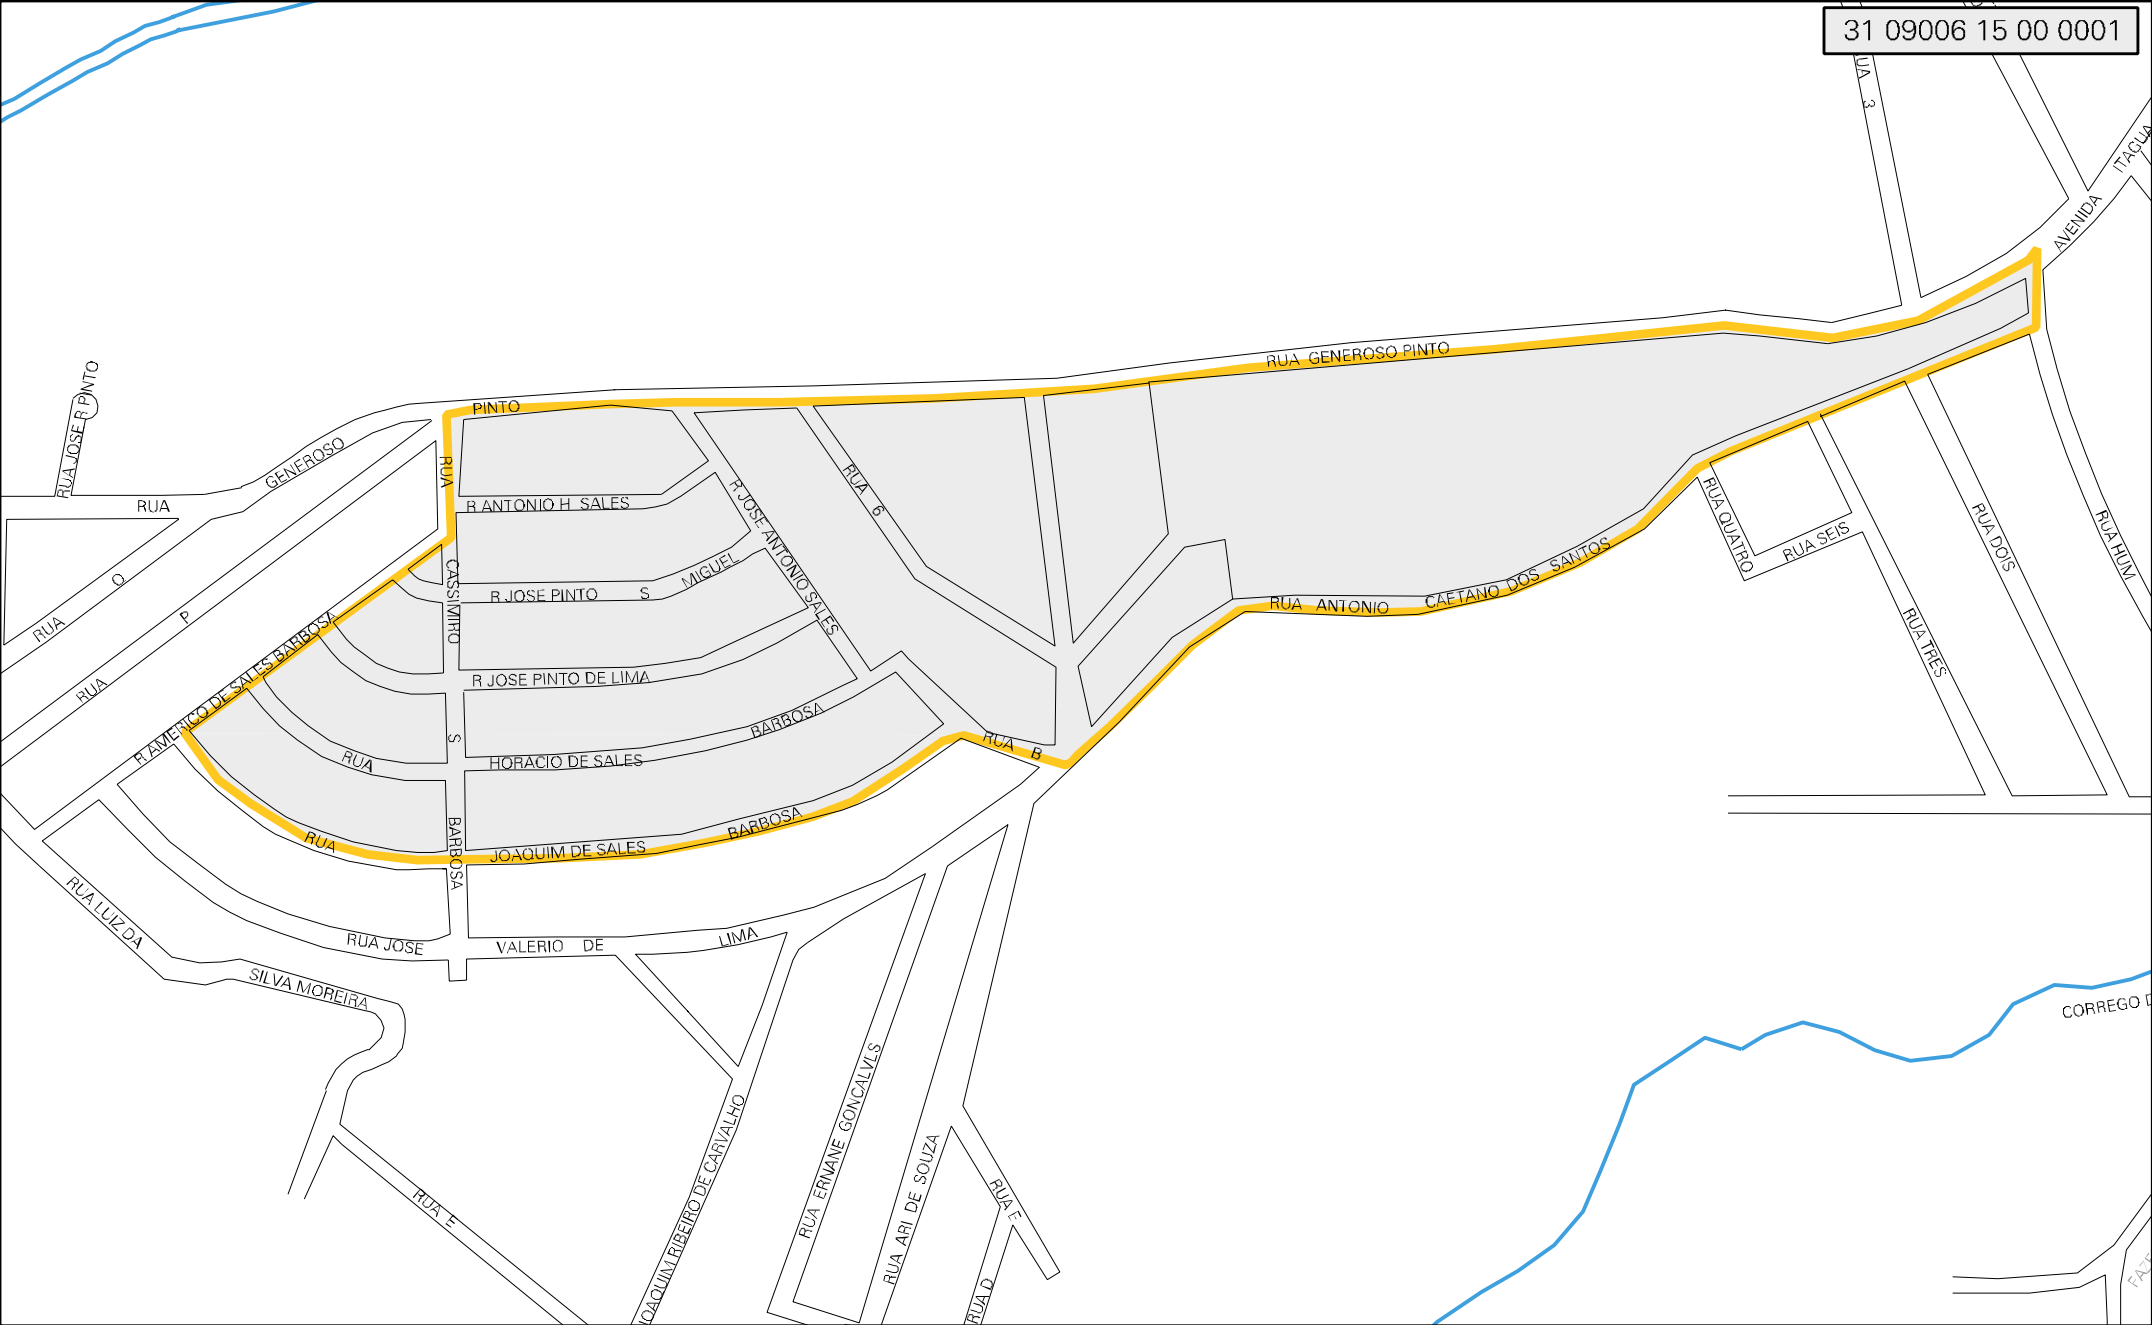 31 09006 15 00 0001
RUA 3
AVENIDA
ITAGUA
RUA GENEROSO PINTO
RUA JOSE R PINTO
RUA
GENEROSO
PINTO
RUA
CASSIMIRO
S
BARBOSA
R ANTONIO H SALES
R JOSE PINTO S
MIGUEL
R JOSE ANTONIO SALES
RUA 6
R JOSE PINTO DE LIMA
RUA
HORACIO DE SALES
BARBOSA
RUA O
RUA P
R AMERICO DE SALES BARBOSA
RUA
JOAQUIM DE SALES
BARBOSA
RUA B
RUA ANTONIO
CAETANO DOS SANTOS
RUA QUATRO
RUA SEIS
RUA DOIS
RUA HUM
RUA TRES
RUA LUIZ DA
SILVA MOREIRA
RUA JOSE
VALERIO DE
LIMA
RUA E
JOAQUIM RIBEIRO DE CARVALHO
RUA ERNANE GONCALVLS
RUA ARI DE SOUZA
RUA F
RUA D
CORREGO D
FAZE